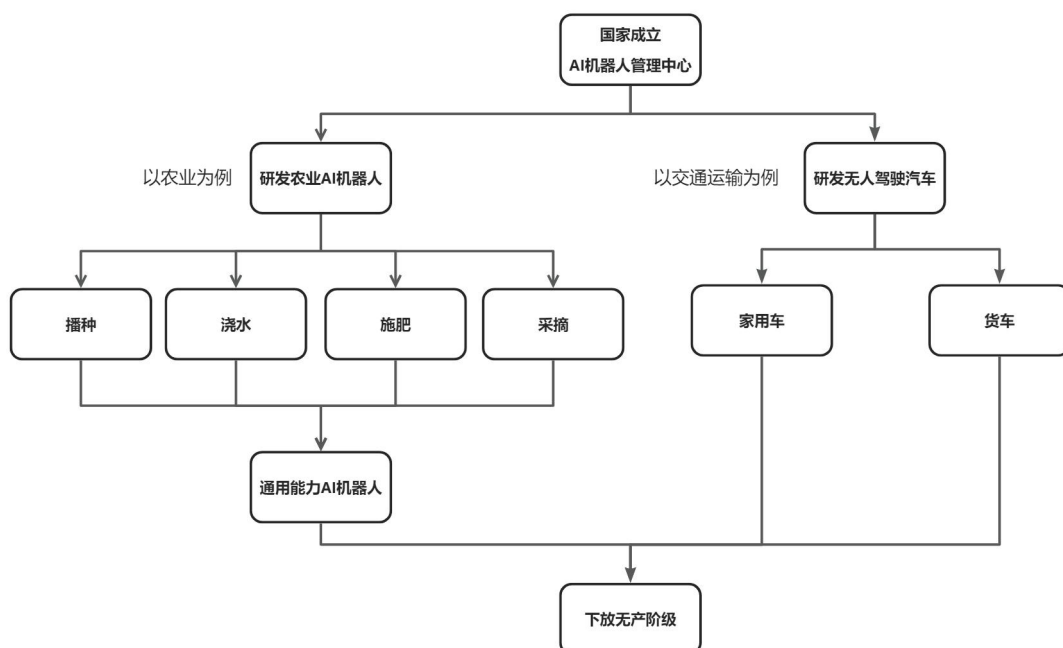 国家成立
AI机器人管理中心
以农业为例
研发农业AI机器人
以交通运输为例
研发无人驾驶汽车
播种
浇水
施肥
采摘
家用车
货车
通用能力AI机器人
下放无产阶级